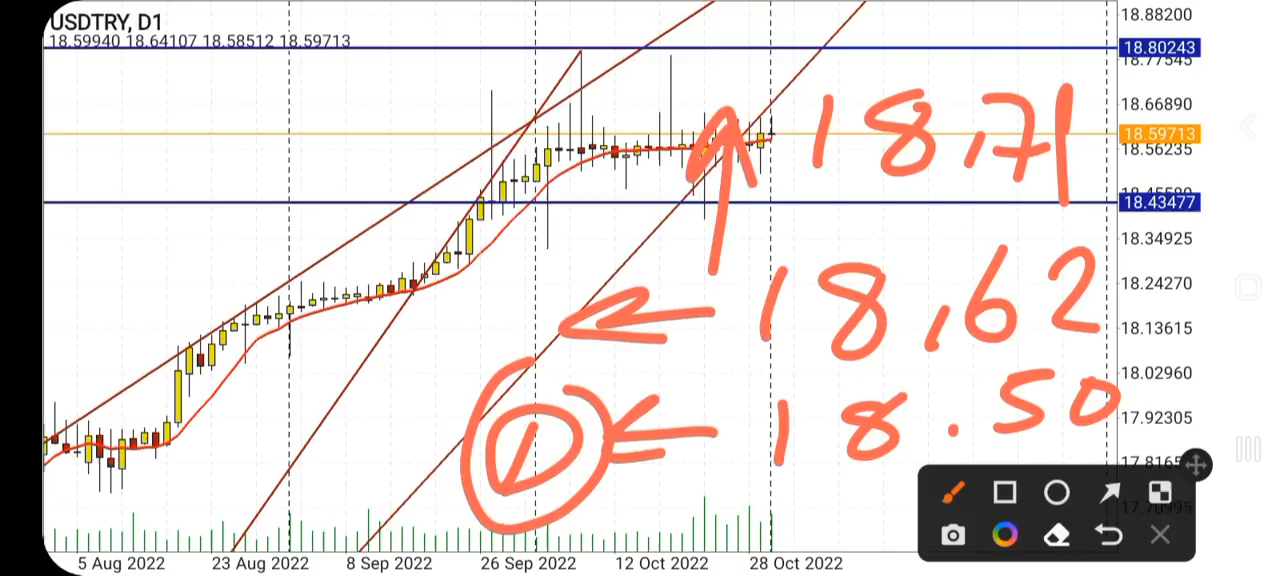 USDTRY, D1
18.59940 18.64107 18.58512 18.59713
18.88200
18.80243
18.77545
18.66890
18.59713
18.56235
18.43477
18.34925
18.24270
18.13615
18.02960
17.92305
18,71
18,62
18.50
1
5 Aug 2022
23 Aug 2022
8 Sep 2022
26 Sep 2022
12 Oct 2022
28 Oct 2022